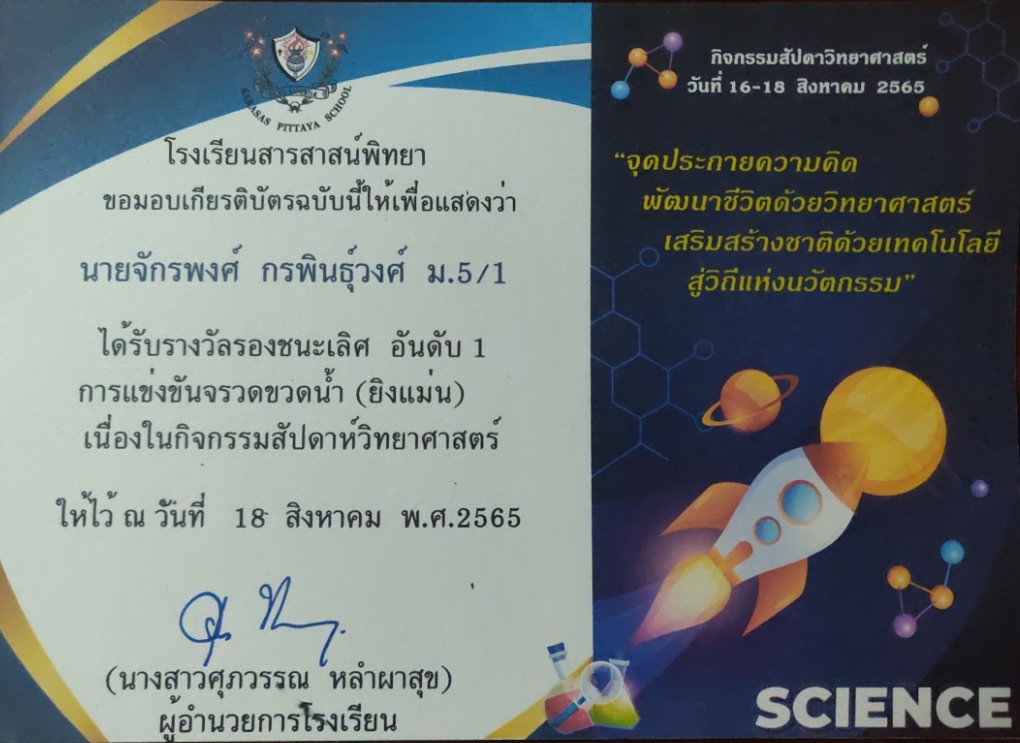 SARASAS PITTAYA SCHOOL
โรงเรียนสารสาสน์พิทยา
ขอมอบเกียรติบัตรฉบับนี้ให้เพื่อแสดงว่า
นายจักรพงศ์ กรพินธุ์วงศ์ ม.5/1
ได้รับรางวัลรองชนะเลิศ อันดับ 1
การแข่งขันจรวดขวดน้ำ (ยิงแม่น)
เนื่องในกิจกรรมสัปดาห์วิทยาศาสตร์
ให้ไว้ ณ วันที่ 18 สิงหาคม พ.ศ.2565
(นางสาวศุภวรรณ หลำผาสุข)
ผู้อำนวยการโรงเรียน
กิจกรรมสัปดาวิทยาศาสตร์
วันที่ 16-18 สิงหาคม 2565
“จุดประกายความคิด
พัฒนาชีวิตด้วยวิทยาศาสตร์
เสริมสร้างชาติด้วยเทคโนโลยี
สู่วิถีแห่งนวัตกรรม”
SCIENCE